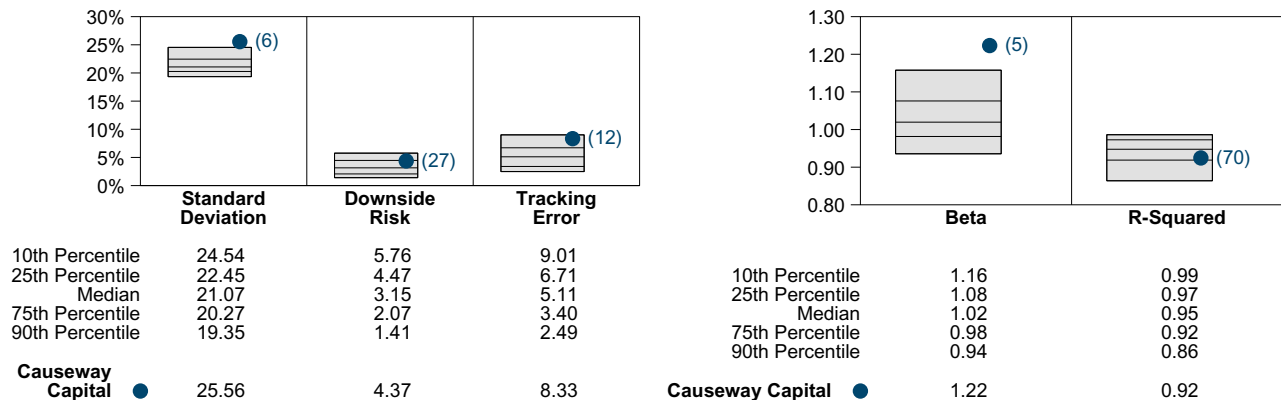 30%
25%
20%
15%
10%
5%
0%
(6)
(27)
(12)
Standard Deviation
Downside Risk
Tracking Error
10th Percentile 24.54 5.76 9.01
25th Percentile 22.45 4.47 6.71
Median 21.07 3.15 5.11
75th Percentile 20.27 2.07 3.40
90th Percentile 19.35 1.41 2.49
Causeway
Capital 25.56 4.37 8.33
1.30
1.20
1.10
1.00
0.90
0.80
(5)
(70)
Beta R-Squared
10th Percentile 1.16 0.99
25th Percentile 1.08 0.97
Median 1.02 0.95
75th Percentile 0.98 0.92
90th Percentile 0.94 0.86
Causeway Capital 1.22 0.92